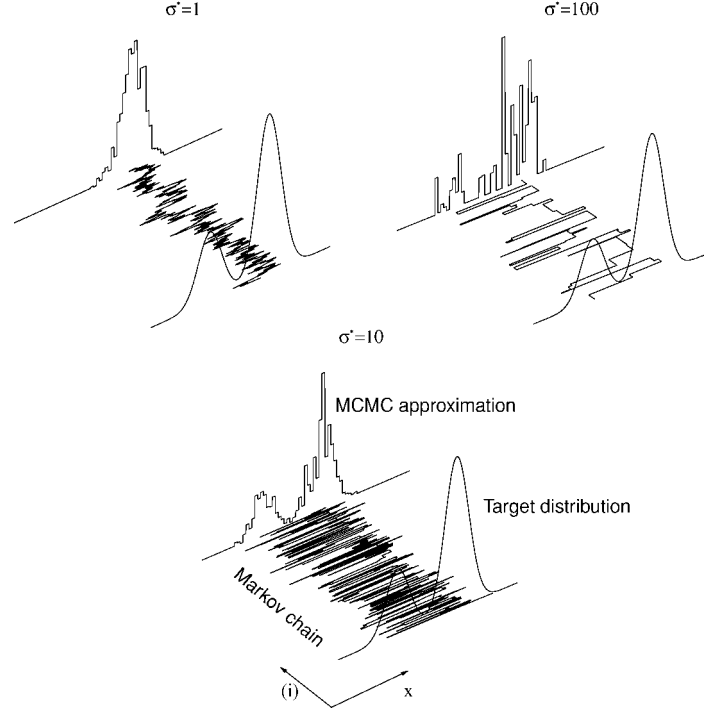 σ*=1
σ*=100
σ*=10
MCMC approximation
Target distribution
Markov chain
(i)
x